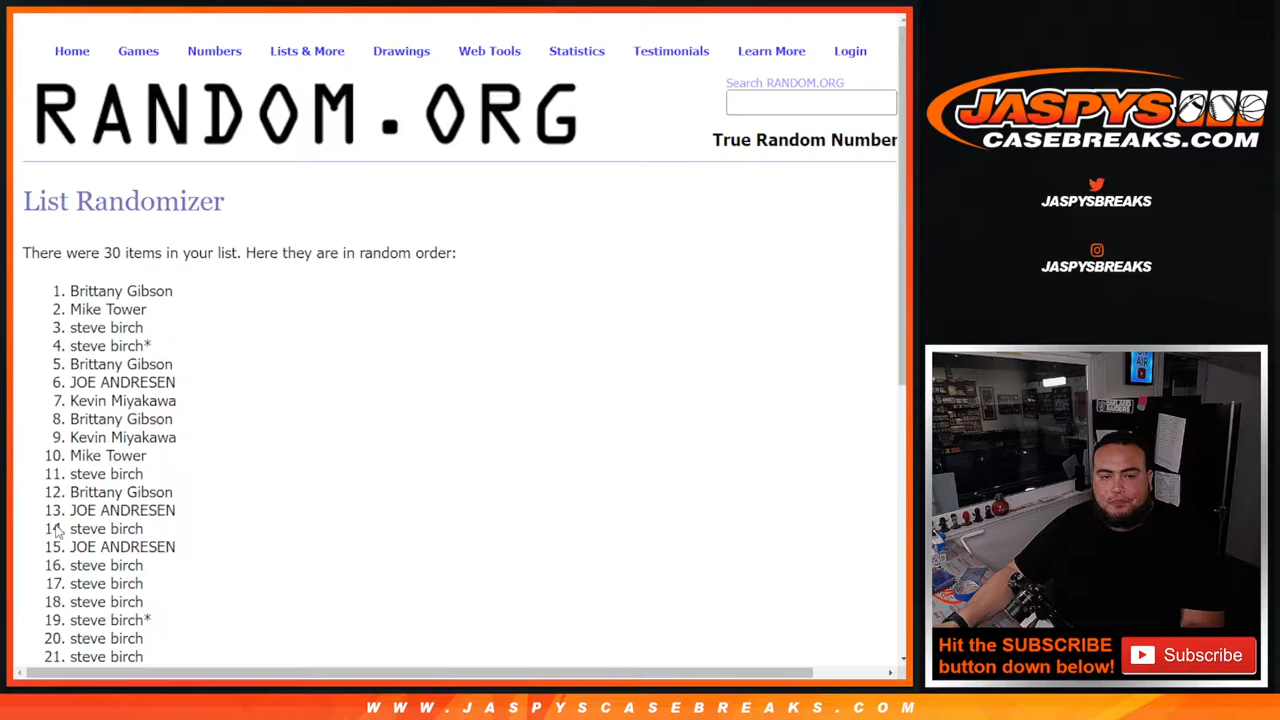 Home Games Numbers Lists & More Drawings Web Tools Statistics Testimonials Learn More Login
RANDOM.ORG
Search RANDOM.ORG
True Random Number
List Randomizer
There were 30 items in your list. Here they are in random order:
1. Brittany Gibson
2. Mike Tower
3. steve birch
4. steve birch*
5. Brittany Gibson
6. JOE ANDRESEN
7. Kevin Miyakawa
8. Brittany Gibson
9. Kevin Miyakawa
10. Mike Tower
11. steve birch
12. Brittany Gibson
13. JOE ANDRESEN
14. steve birch
15. JOE ANDRESEN
16. steve birch
17. steve birch
18. steve birch
19. steve birch*
20. steve birch
21. steve birch
JASPYS
CASEBREAKS.COM
JASPYSBREAKS
JASPYSBREAKS
ON
AIR
Hit the SUBSCRIBE
button down below!
Subscribe
WWW.JASPYSCASEBREAKS.COM